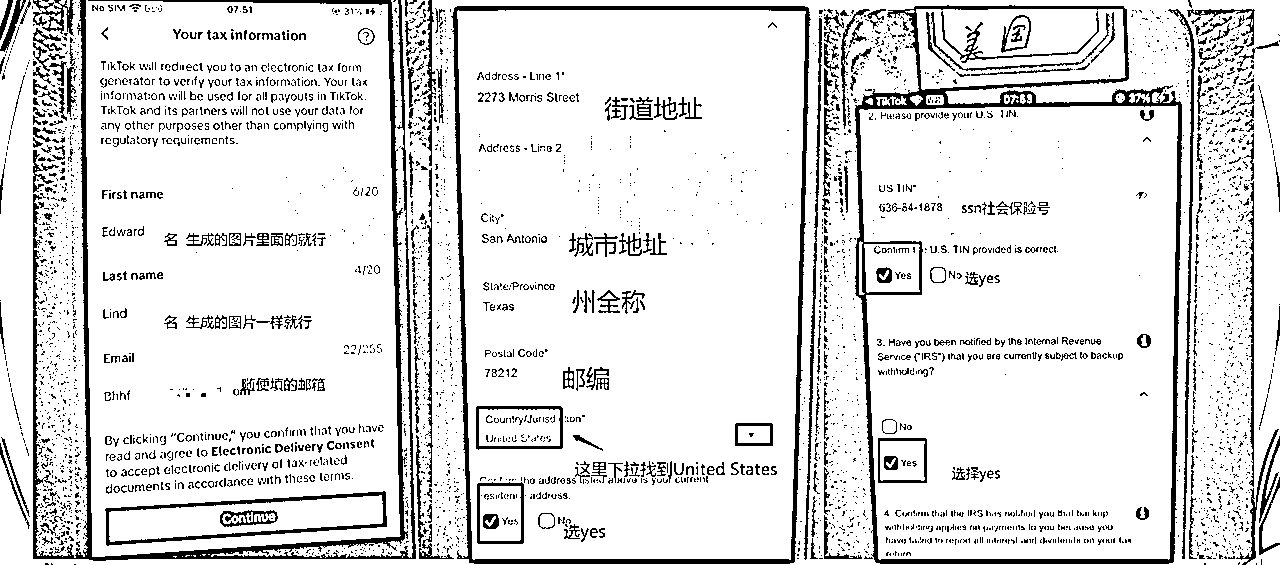 No SIM 07:51 31%
Your tax information
TikTok will redirect you to an electronic tax form
generator to verify your tax information. Your tax
information will be used for all payouts in TikTok.
TikTok and its partners will not use your data for
any other purposes other than complying with
regulatory requirements.
First name 6/20
Edward 名 生成的图片里面的就行
Last name 4/20
Lind 名 生成的图片一样就行
Email 22/255
Bhhf 随便填的邮箱
By clicking "Continue," you confirm that you have
read and agree to Electronic Delivery Consent
to accept electronic delivery of tax-related
documents in accordance with these terms.
Continue
Address - Line 1*
2273 Morris Street 街道地址
Address - Line 2
City*
San Antonio 城市地址
State/Province
Texas 州全称
Postal Code*
78212 邮编
Country/Jurisdiction*
United States
这里下拉找到United States
Confirm the address listed above is your current
residence address.
Yes No 选yes
美国
TikTok 07:53 37%
2. Please provide your U.S. TIN.
US TIN*
636-84-1878 ssn社会保险号
Confirm the U.S. TIN provided is correct.
Yes No 选yes
3. Have you been notified by the Internal Revenue
Service ("IRS") that you are currently subject to backup
withholding?
No
Yes 选择yes
4. Confirm that the IRS has notified you that backup
withholding applies to payments to you because you
have failed to report all interest and dividends on your tax
return.